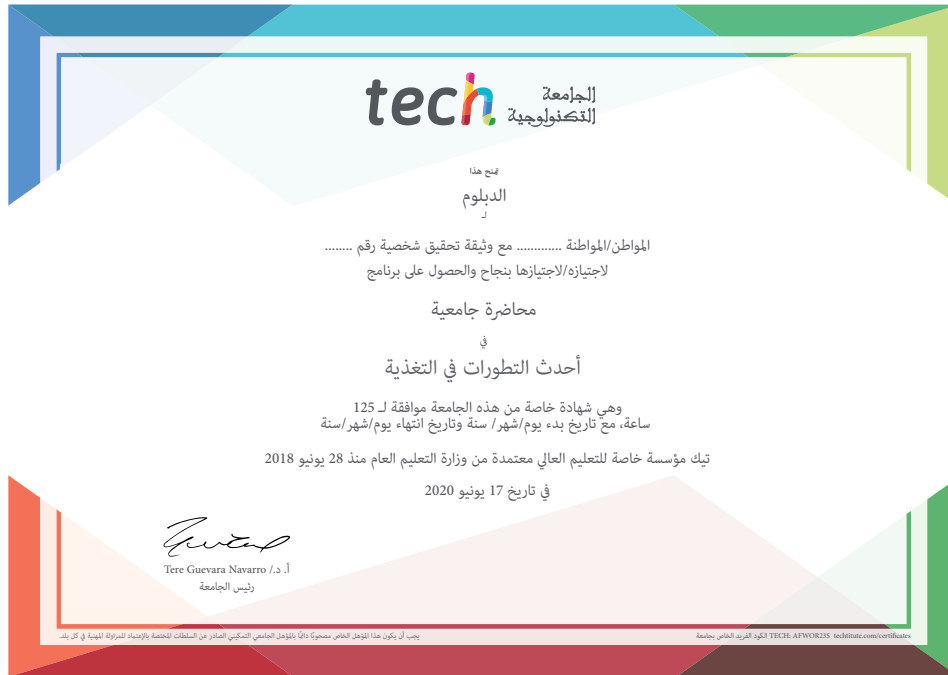 tech الجامعة
التكنولوجية
تمنح هذا
الدبلوم
لـ
المواطن/المواطنة ............. مع وثيقة تحقيق شخصية رقم ........
لاجتيازه/لاجتيازها بنجاح والحصول على برنامج
محاضرة جامعية
في
أحدث التطورات في التغذية
وهي شهادة خاصة من هذه الجامعة موافقة لـ 125
ساعة، مع تاريخ بدء يوم/شهر/ سنة وتاريخ انتهاء يوم/شهر/سنة
تيك مؤسسة خاصة للتعليم العالي معتمدة من وزارة التعليم العام منذ 28 يونيو 2018
في تاريخ 17 يونيو 2020
أ. د./ Tere Guevara Navarro
رئيس الجامعة
يجب أن يكون هذا المؤهل الخاص مصحوبًا دائمًا بالمؤهل الجامعي التمكيني الصادر عن السلطات المختصة بالإعتماد للمزاولة المهنية في كل بلد.
الكود الفريد الخاص بجامعة TECH: AFWOR23S techtitute.com/certificates